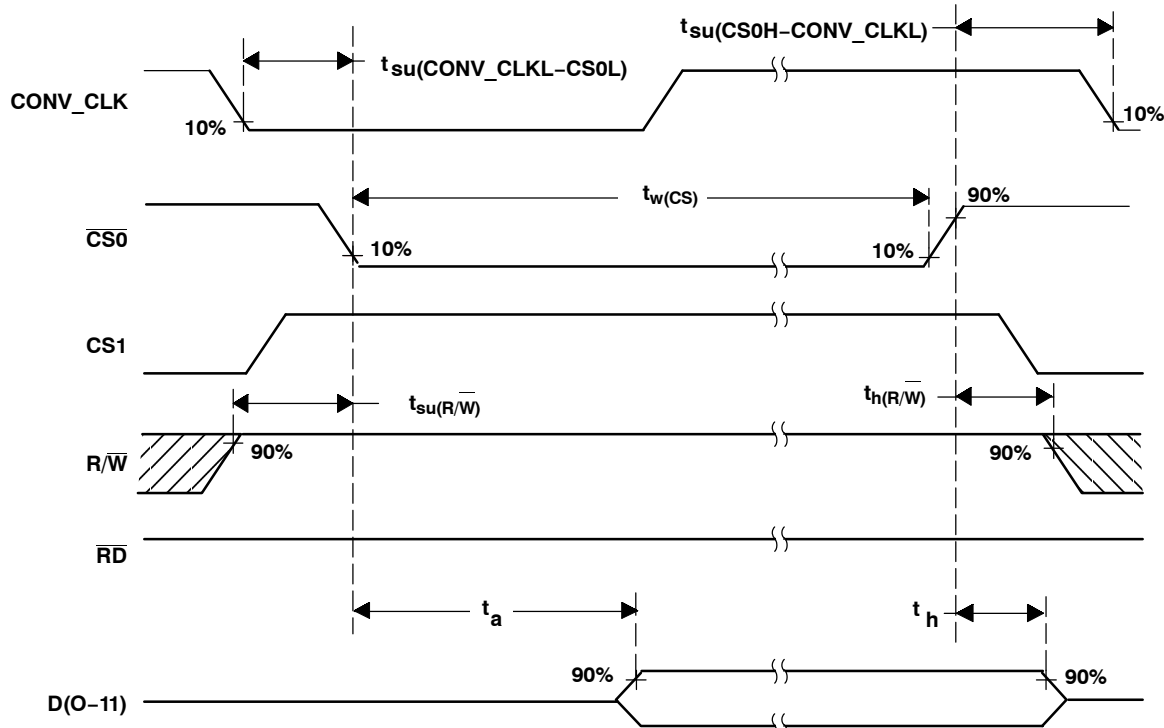 tsu(CS0H−CONV_CLKL)
tsu(CONV_CLKL−CS0L)
CONV_CLK
10%
10%
tw(CS)
90%
CS0
10%
10%
CS1
tsu(R/W)
th(R/W)
R/W
90%
90%
RD
ta
th
90%
90%
D(O−11)